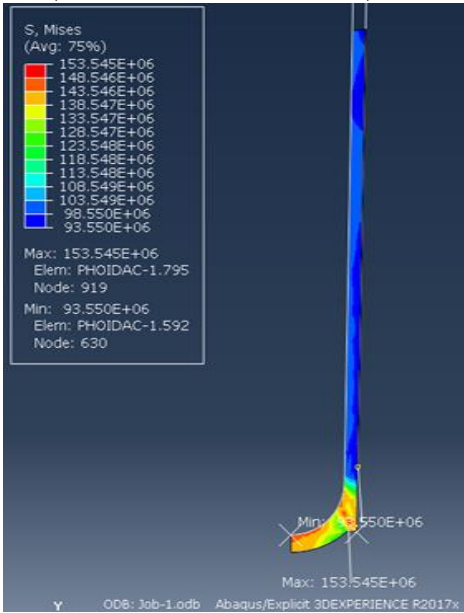 S, Mises
(Avg: 75%)
153.545E+06
148.546E+06
143.546E+06
138.547E+06
133.547E+06
128.547E+06
123.548E+06
118.548E+06
113.548E+06
108.549E+06
103.549E+06
98.550E+06
93.550E+06
Max: 153.545E+06
Elem: PHOIDAC-1.795
Node: 919
Min: 93.550E+06
Elem: PHOIDAC-1.592
Node: 630
Min: 93.550E+06
Max: 153.545E+06
Y
ODB: Job-1.odb Abaqus/Explicit 3DEXPERIENCE R2017x